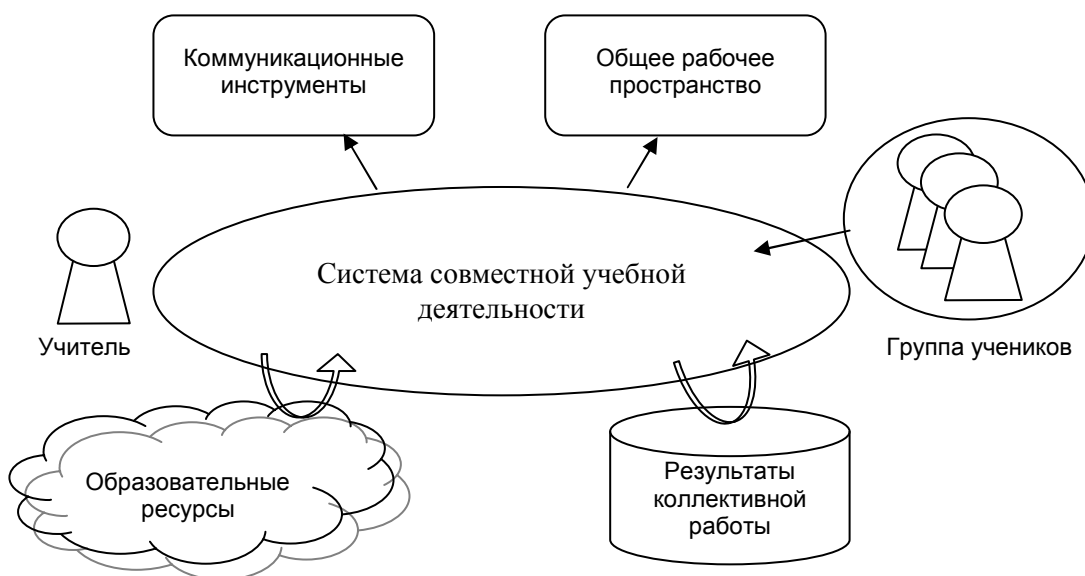 Коммуникационные
инструменты
Общее рабочее
пространство
Система совместной учебной
деятельности
Учитель
Группа учеников
Образовательные
ресурсы
Результаты
коллективной
работы